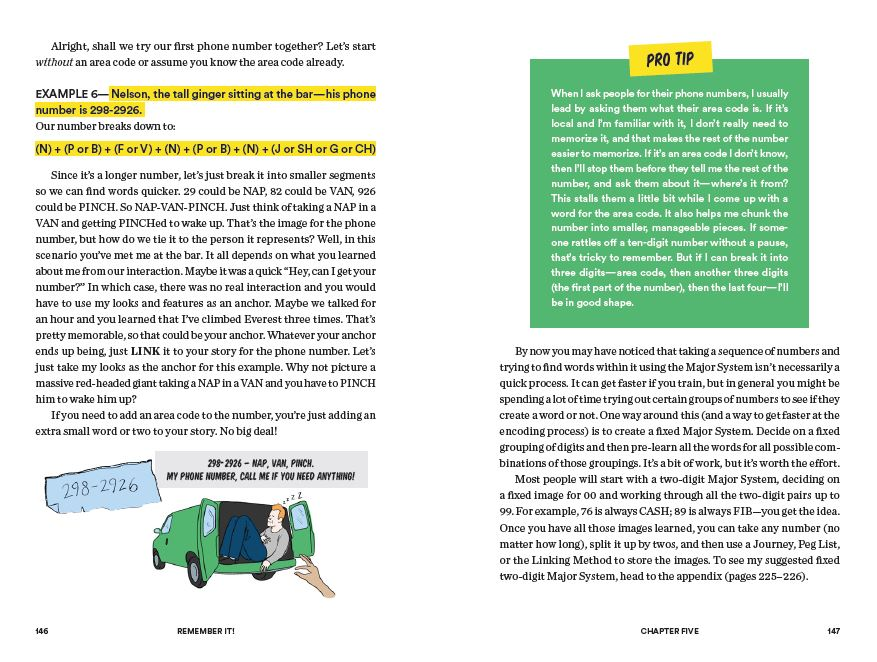 Alright, shall we try our first phone number together? Let's start
without an area code or assume you know the area code already.
EXAMPLE 6—Nelson, the tall ginger sitting at the bar—his phone
number is 298-2926.
Our number breaks down to:
(N) + (P or B) + (F or V) + (N) + (P or B) + (N) + (J or SH or G or CH)
Since it's a longer number, let's just break it into smaller segments
so we can find words quicker. 29 could be NAP, 82 could be VAN, 926
could be PINCH. So NAP-VAN-PINCH. Just think of taking a NAP in a
VAN and getting PINCHed to wake up. That's the image for the phone
number, but how do we tie it to the person it represents? Well, in this
scenario you've met me at the bar. It all depends on what you learned
about me from our interaction. Maybe it was a quick "Hey, can I get your
number?" In which case, there was no real interaction and you would
have to use my looks and features as an anchor. Maybe we talked for
an hour and you learned that I've climbed Everest three times. That's
pretty memorable, so that could be your anchor. Whatever your anchor
ends up being, just LINK it to your story for the phone number. Let's
just take my looks as the anchor for this example. Why not picture a
massive red-headed giant taking a NAP in a VAN and you have to PINCH
him to wake him up?
If you need to add an area code to the number, you're just adding an
extra small word or two to your story. No big deal!
298-2926
298-2926 – NAP, VAN, PINCH.
MY PHONE NUMBER, CALL ME IF YOU NEED ANYTHING!
z z z z
146
REMEMBER IT!
PRO TIP
When I ask people for their phone numbers, I usually
lead by asking them what their area code is. If it's
local and I'm familiar with it, I don't really need to
memorize it, and that makes the rest of the number
easier to memorize. If it's an area code I don't know,
then I'll stop them before they tell me the rest of the
number, and ask them about it—where's it from?
This stalls them a little bit while I come up with a
word for the area code. It also helps me chunk the
number into smaller, manageable pieces. If some-
one rattles off a ten-digit number without a pause,
that's tricky to remember. But if I can break it into
three digits—area code, then another three digits
(the first part of the number), then the last four—I'll
be in good shape.
By now you may have noticed that taking a sequence of numbers and
trying to find words within it using the Major System isn't necessarily a
quick process. It can get faster if you train, but in general you might be
spending a lot of time trying out certain groups of numbers to see if they
create a word or not. One way around this (and a way to get faster at the
encoding process) is to create a fixed Major System. Decide on a fixed
grouping of digits and then pre-learn all the words for all possible com-
binations of those groupings. It's a bit of work, but it's worth the effort.
Most people will start with a two-digit Major System, deciding on
a fixed image for 00 and working through all the two-digit pairs up to
99. For example, 76 is always CASH; 89 is always FIB—you get the idea.
Once you have all those images learned, you can take any number (no
matter how long), split it up by twos, and then use a Journey, Peg List,
or the Linking Method to store the images. To see my suggested fixed
two-digit Major System, head to the appendix (pages 225–226).
CHAPTER FIVE
147